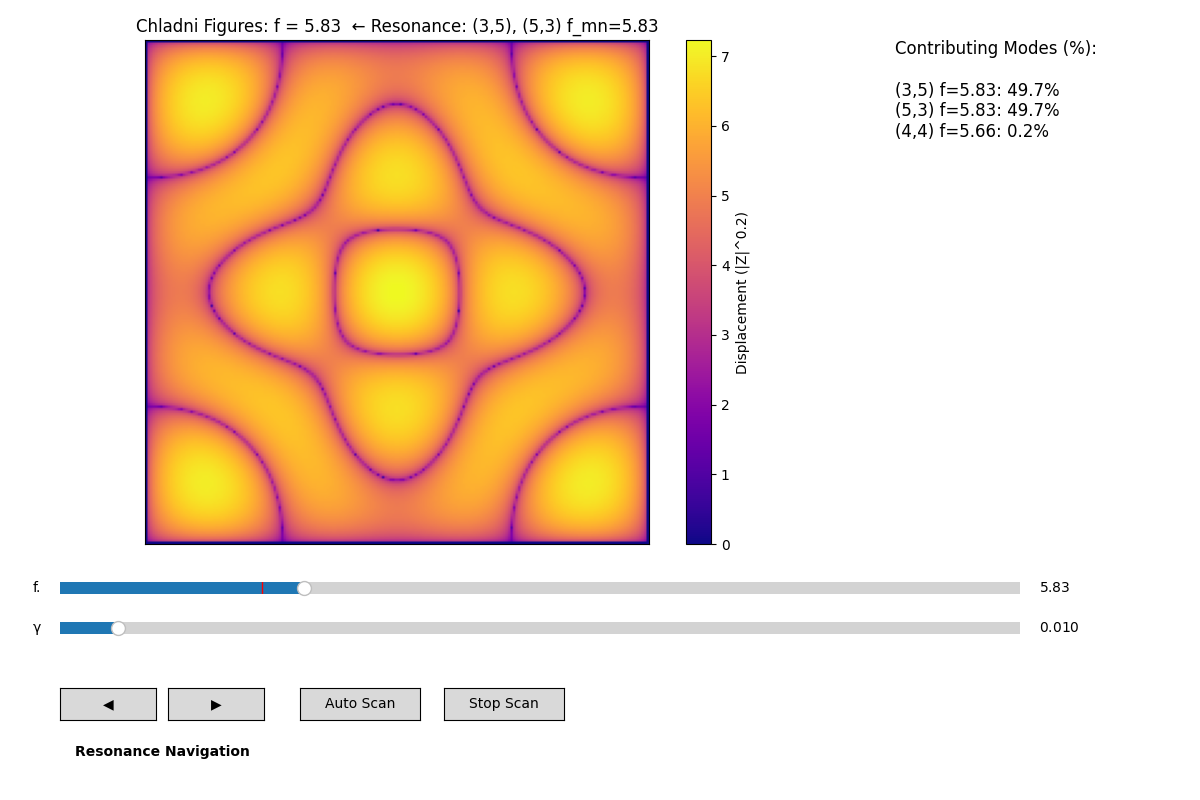 Chladni Figures: f = 5.83 ← Resonance: (3,5), (5,3) f_mn=5.83
7
6
5
4
3
2
1
0
Displacement (|Z|^0.2)
Contributing Modes (%):
(3,5) f=5.83: 49.7%
(5,3) f=5.83: 49.7%
(4,4) f=5.66: 0.2%
f.
5.83
γ
0.010
◄
►
Auto Scan
Stop Scan
Resonance Navigation